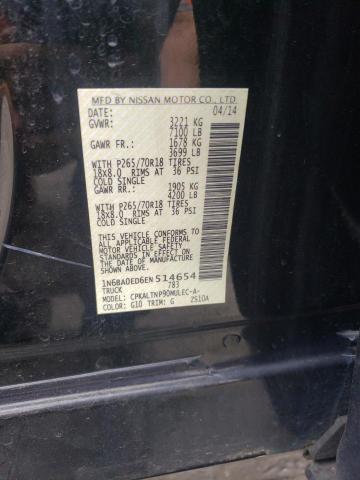 MFD BY NISSAN MOTOR CO., LTD
04/14
GVWR: 3221 KG
7100 LB
GAWR FR.: 1678 KG
3699 LB
WITH P265/70R18 TIRES
18X8.0 RIMS AT 36 PSI
COLD SINGLE
GAWR RR.: 1905 KG
4200 LB
WITH P265/70R18 TIRES
18X8.0 RIMS AT 36 PSI
COLD SINGLE
THIS VEHICLE CONFORMS TO ALL
APPLICABLE FEDERAL MOTOR
VEHICLE SAFETY STANDARDS IN
EFFECT ON THE DATE OF
MANUFACTURE SHOWN ABOVE.
1N6BA0ED6EN514654
TRUCK 783
MODEL: CPKALTNP90MULEC-A-
COLOR: G10 TRIM: G ZS10A